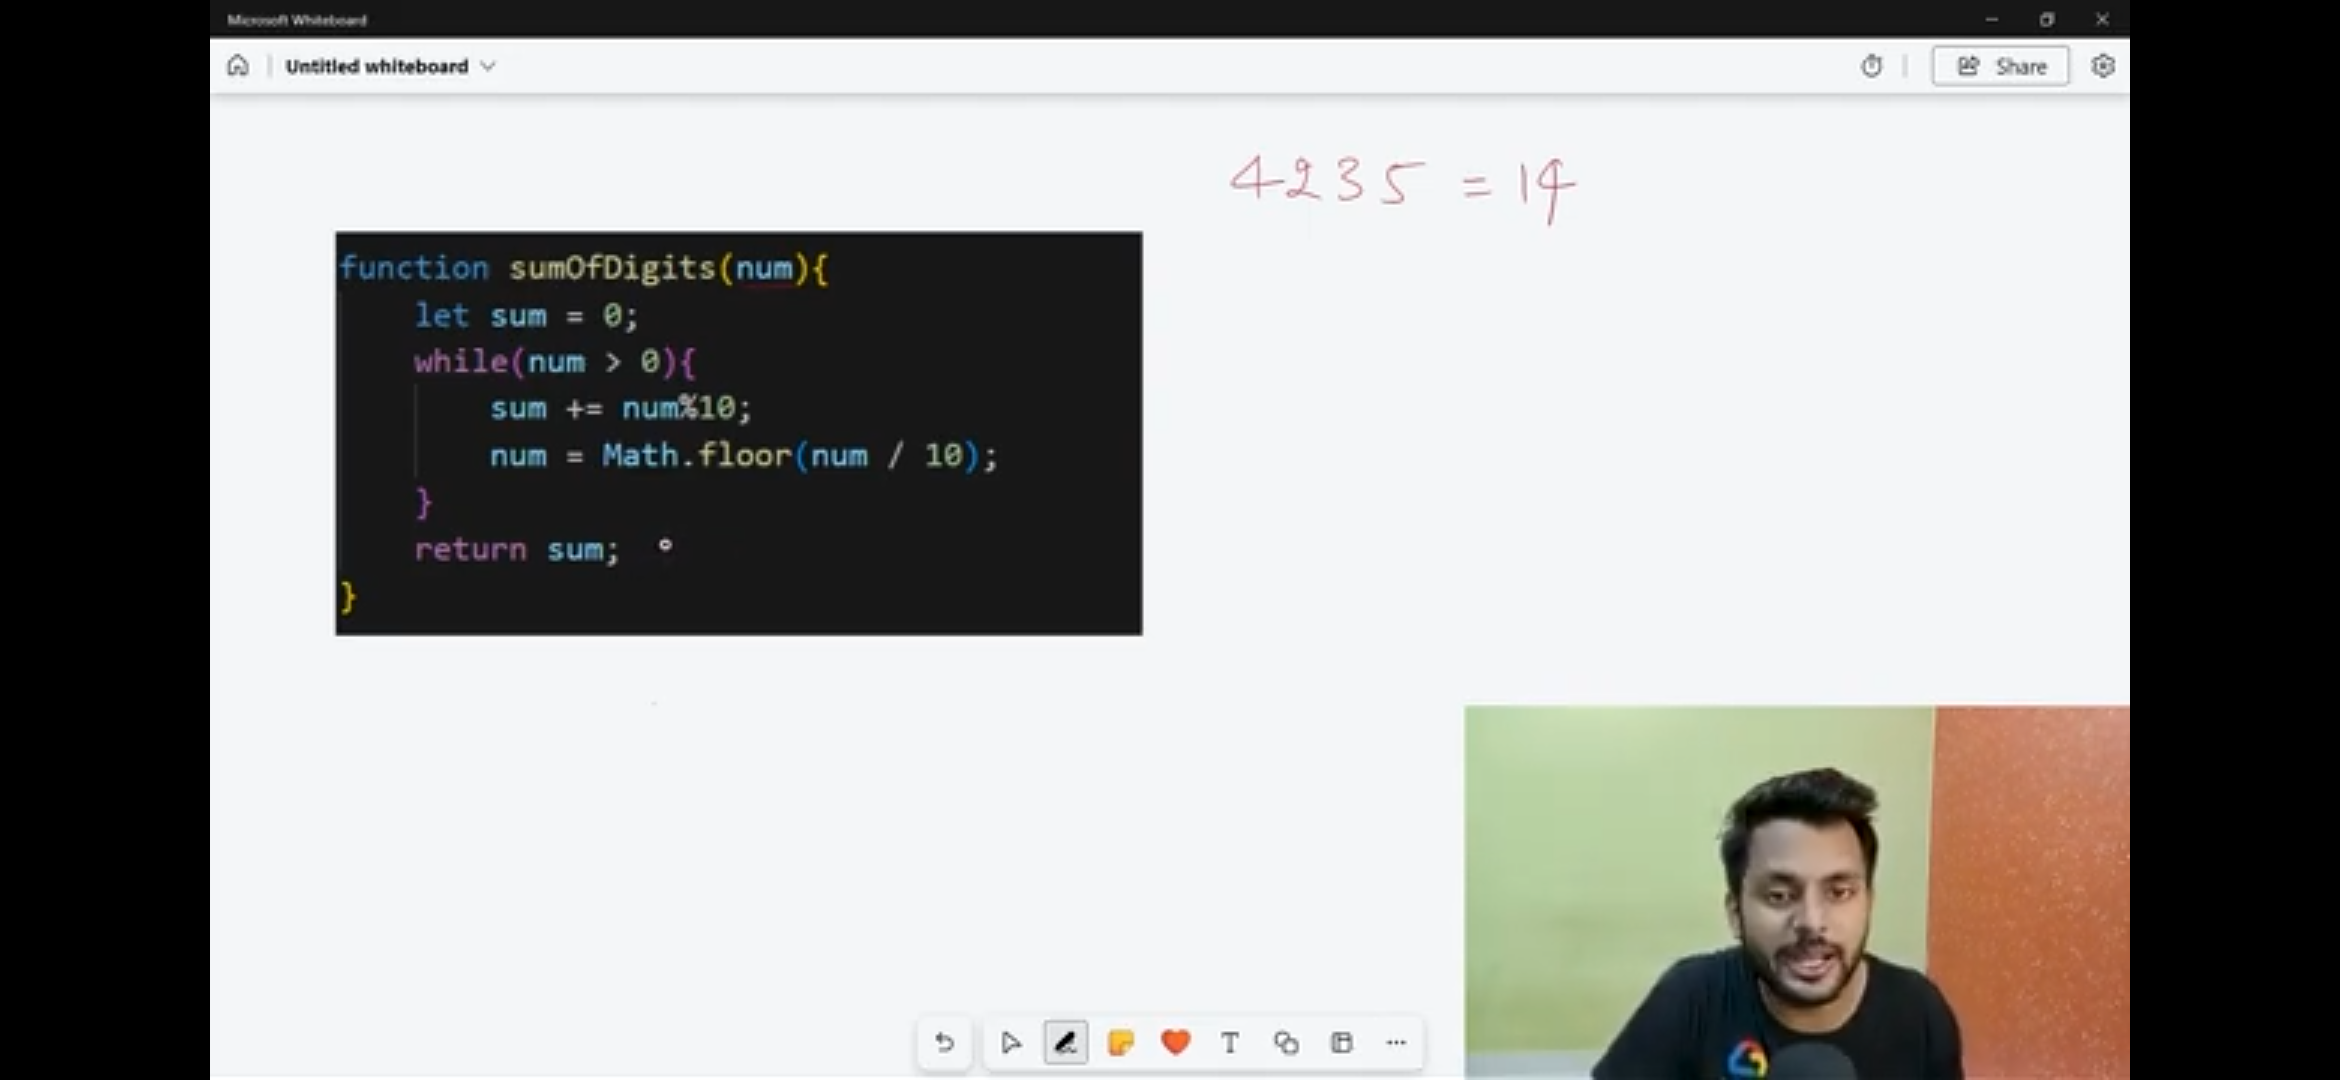 Microsoft Whiteboard
Untitled whiteboard
Share
4235 = 14
function sumOfDigits(num){
let sum = 0;
while(num > 0){
sum += num%10;
num = Math.floor(num / 10);
}
return sum;
}
T